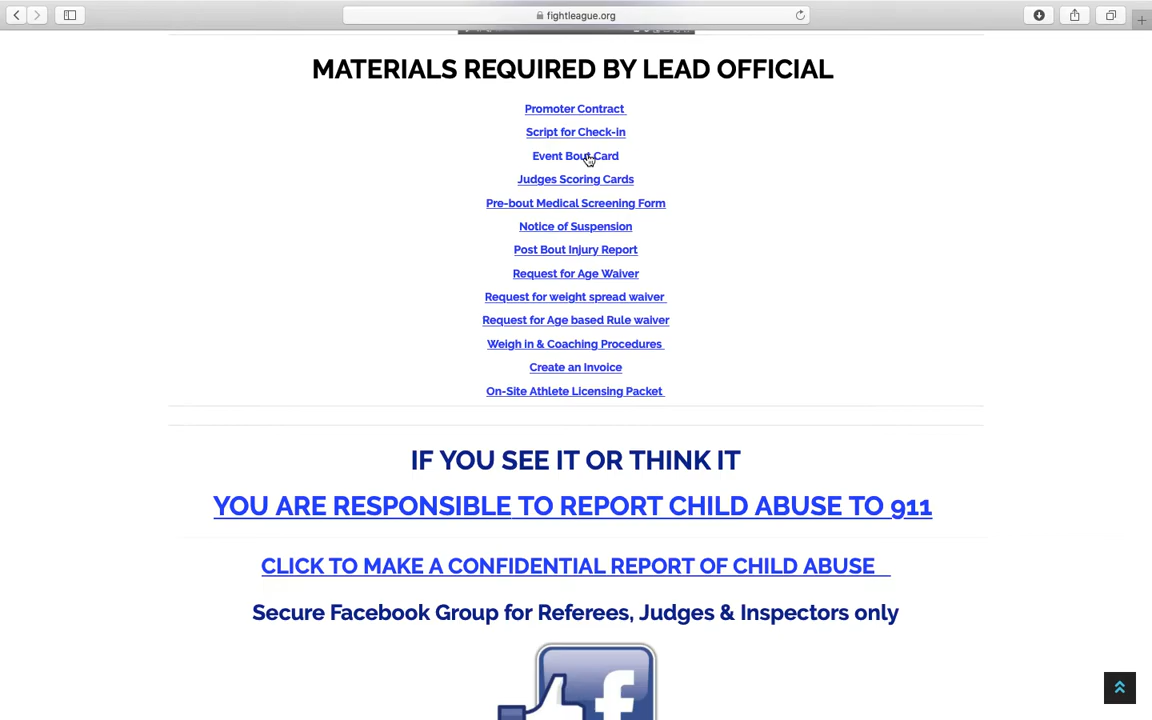 fightleague.org
MATERIALS REQUIRED BY LEAD OFFICIAL
Promoter Contract
Script for Check-in
Event Bout Card
Judges Scoring Cards
Pre-bout Medical Screening Form
Notice of Suspension
Post Bout Injury Report
Request for Age Waiver
Request for weight spread waiver
Request for Age based Rule waiver
Weigh in & Coaching Procedures
Create an Invoice
On-Site Athlete Licensing Packet
IF YOU SEE IT OR THINK IT
YOU ARE RESPONSIBLE TO REPORT CHILD ABUSE TO 911
CLICK TO MAKE A CONFIDENTIAL REPORT OF CHILD ABUSE
Secure Facebook Group for Referees, Judges & Inspectors only
f